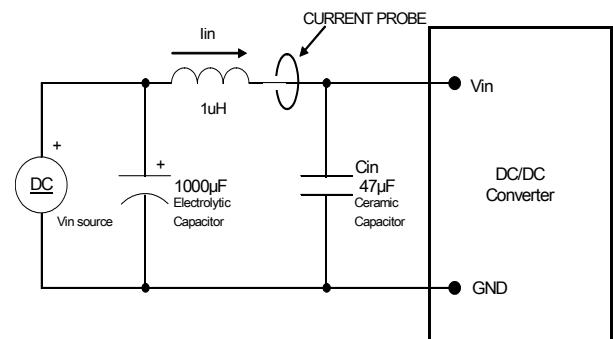 CURRENT PROBE
Iin
1uH
+
DC
Vin source
+
1000µF
Electrolytic
Capacitor
Cin
47µF
Ceramic
Capacitor
Vin
DC/DC
Converter
GND